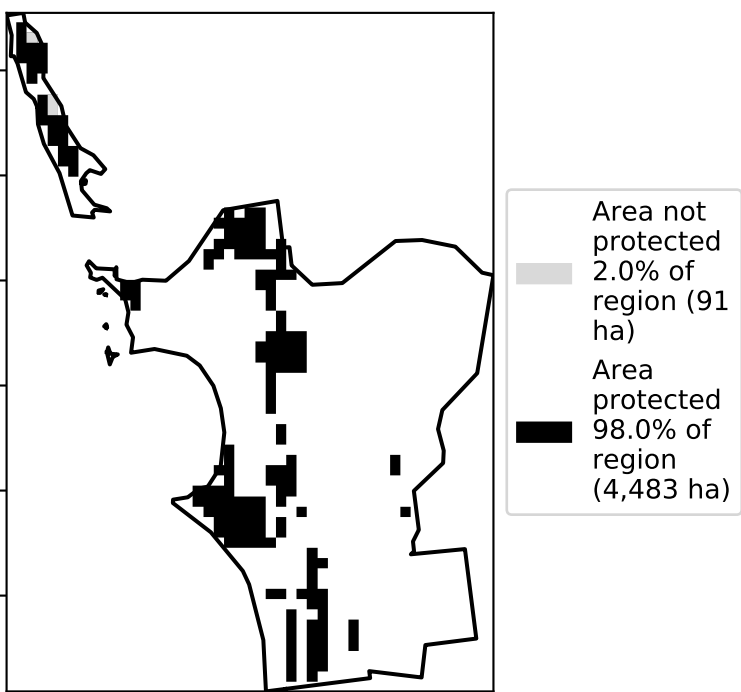 Area not
protected
2.0% of
region (91
ha)
Area
protected
98.0% of
region
(4,483 ha)